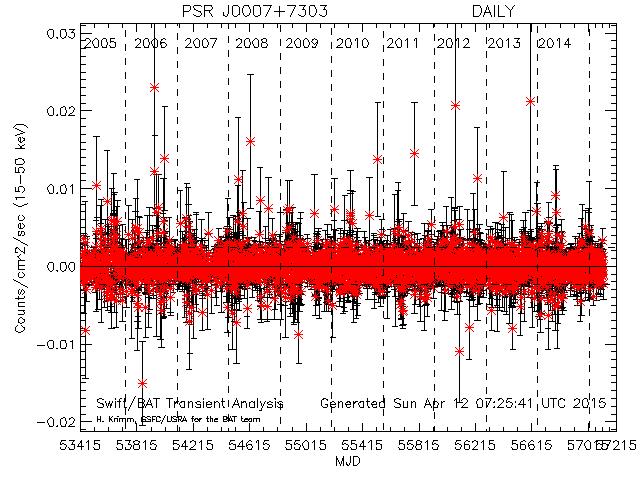 PSR J0007+7303 DAILY
0.03
2005 2006 2007 2008 2009 2010 2011 2012 2013 2014
0.02
0.01
0.00
-0.01
-0.02
Counts/cm2/sec (15-50 keV)
Swift/BAT Transient Analysis Generated Sun Apr 12 07:25:41 UTC 2015
H. Krimm, GSFC/USRA for the BAT team
53415 53815 54215 54615 55015 55415 55815 56215 56615 57015 57215
MJD